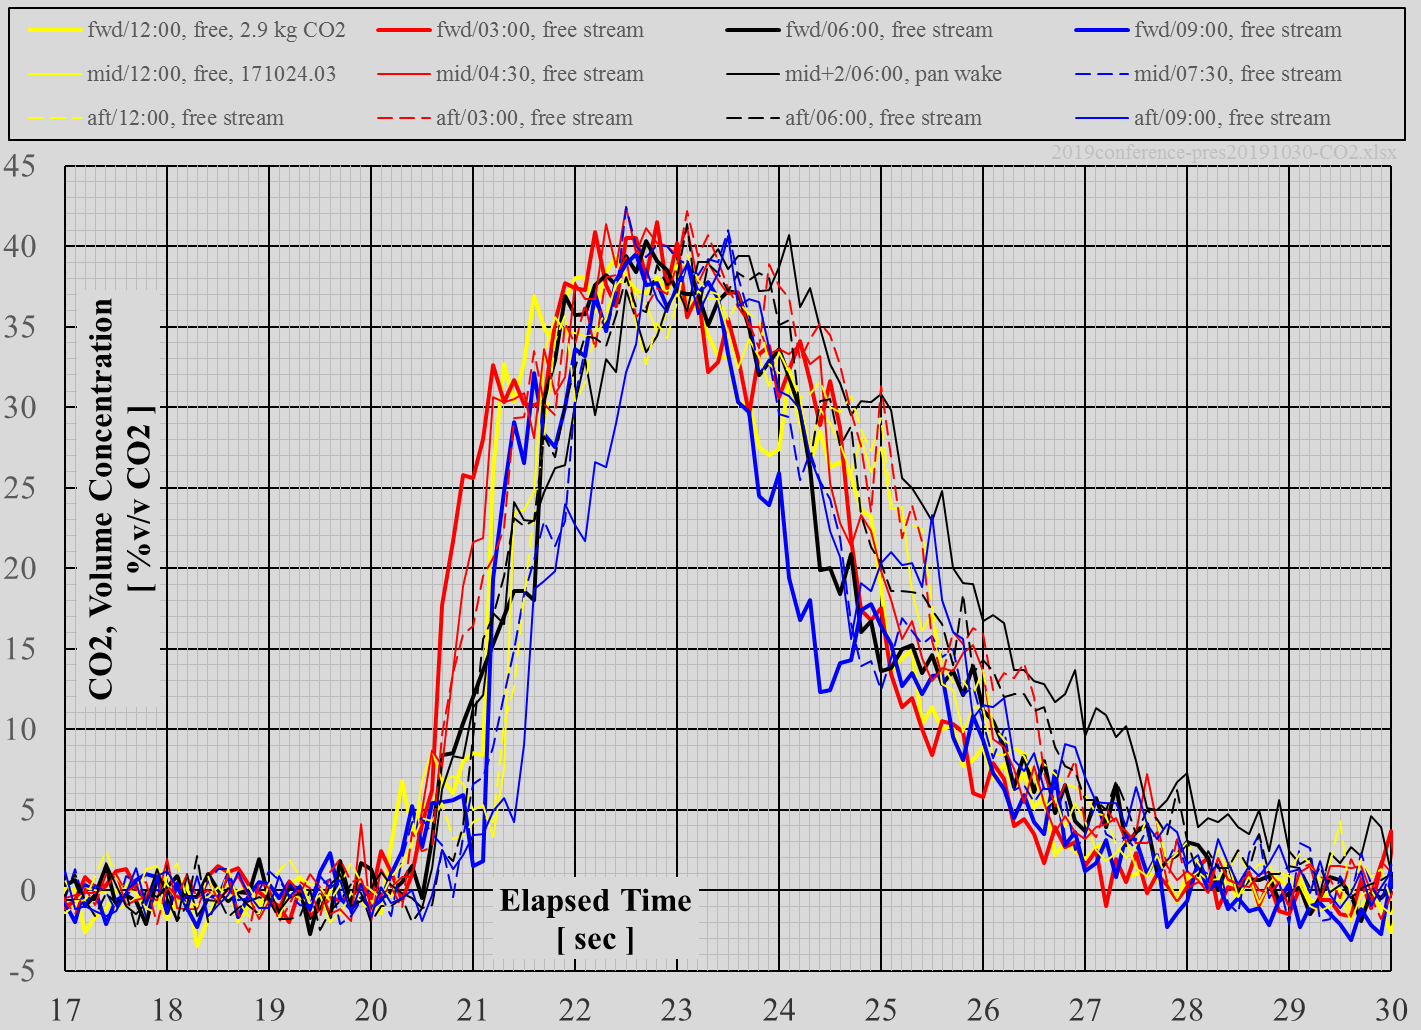 fwd/12:00, free, 2.9 kg CO2 fwd/03:00, free stream fwd/06:00, free stream fwd/09:00, free stream
mid/12:00, free, 171024.03 mid/04:30, free stream mid+2/06:00, pan wake mid/07:30, free stream
aft/12:00, free stream aft/03:00, free stream aft/06:00, free stream aft/09:00, free stream
2019conference-pres20191030-CO2.xlsx
45
40
35
30
25
20
15
10
5
0
-5
CO2, Volume Concentration
[ %v/v CO2 ]
Elapsed Time
[ sec ]
17 18 19 20 21 22 23 24 25 26 27 28 29 30